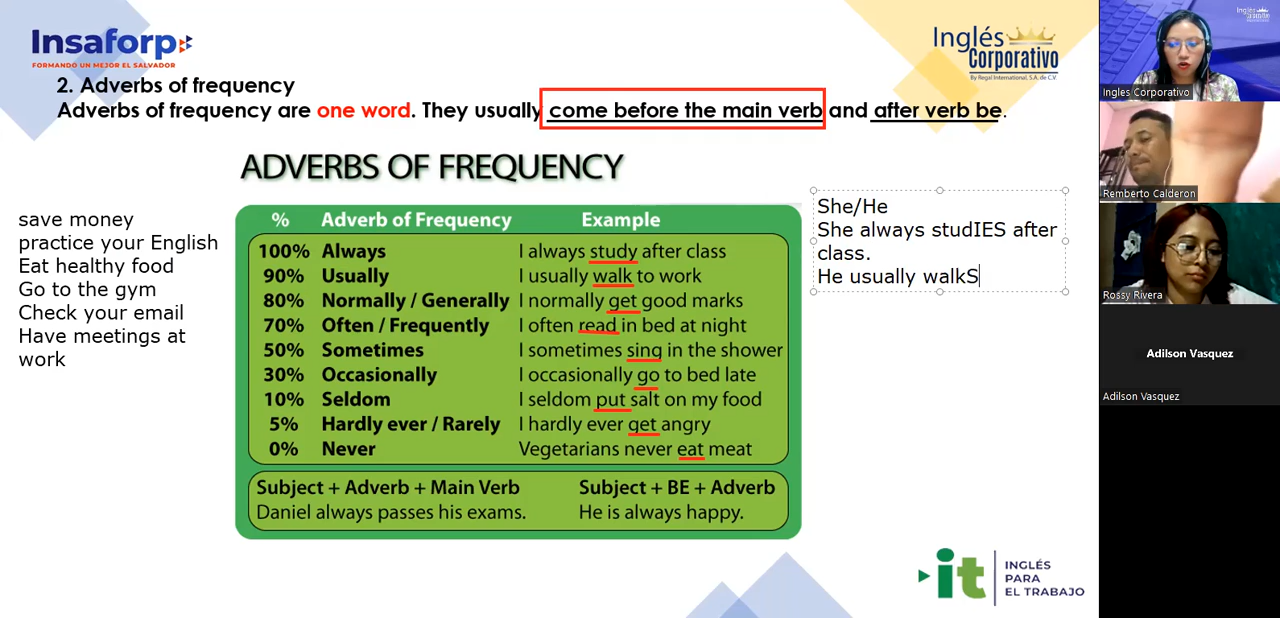 Insaforp
FORMANDO UN MEJOR EL SALVADOR
Inglés
Corporativo
By Regal International, S.A. de C.V.
2. Adverbs of frequency
Adverbs of frequency are one word. They usually come before the main verb and after verb be.
ADVERBS OF FREQUENCY
save money
practice your English
Eat healthy food
Go to the gym
Check your email
Have meetings at
work
% Adverb of Frequency Example
100% Always I always study after class
90% Usually I usually walk to work
80% Normally / Generally I normally get good marks
70% Often / Frequently I often read in bed at night
50% Sometimes I sometimes sing in the shower
30% Occasionally I occasionally go to bed late
10% Seldom I seldom put salt on my food
5% Hardly ever / Rarely I hardly ever get angry
0% Never Vegetarians never eat meat
Subject + Adverb + Main Verb Subject + BE + Adverb
Daniel always passes his exams. He is always happy.
She/He
She always studIES after
class.
He usually walkS
it
INGLÉS
PARA
EL TRABAJO
Ingles Corporativo
Remberto Calderon
Rossy Rivera
Adilson Vasquez
Adilson Vasquez